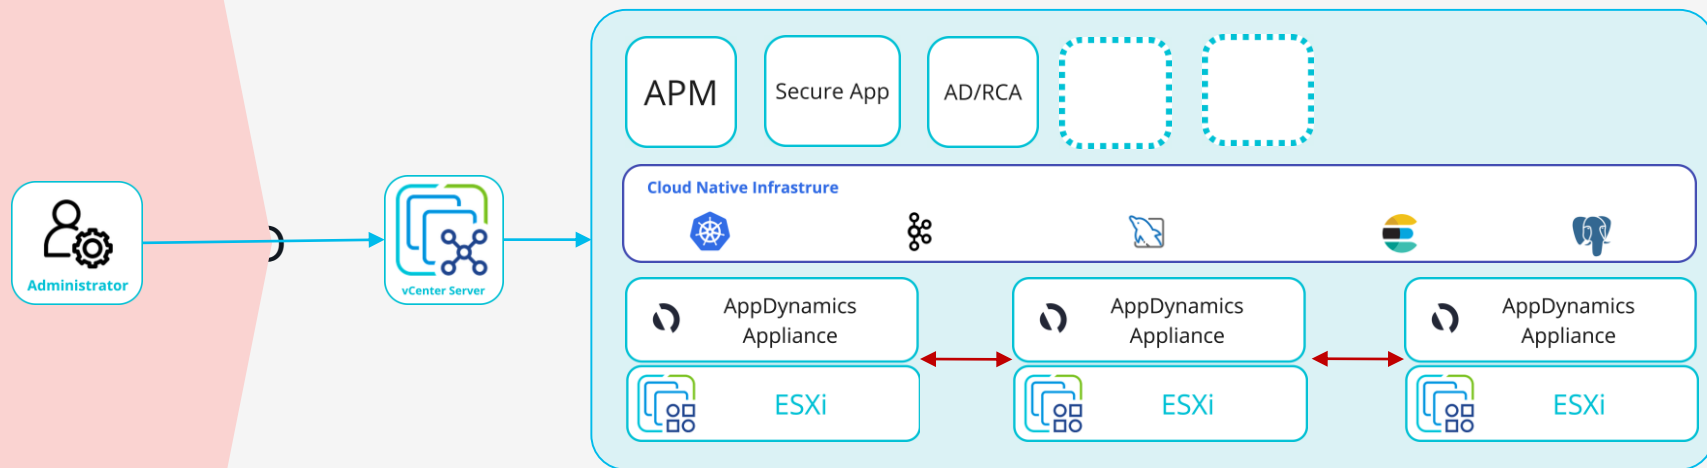 APM
Secure App
AD/RCA
Cloud Native Infrastrure
Administrator
vCenter Server
AppDynamics
Appliance
AppDynamics
Appliance
AppDynamics
Appliance
ESXi
ESXi
ESXi